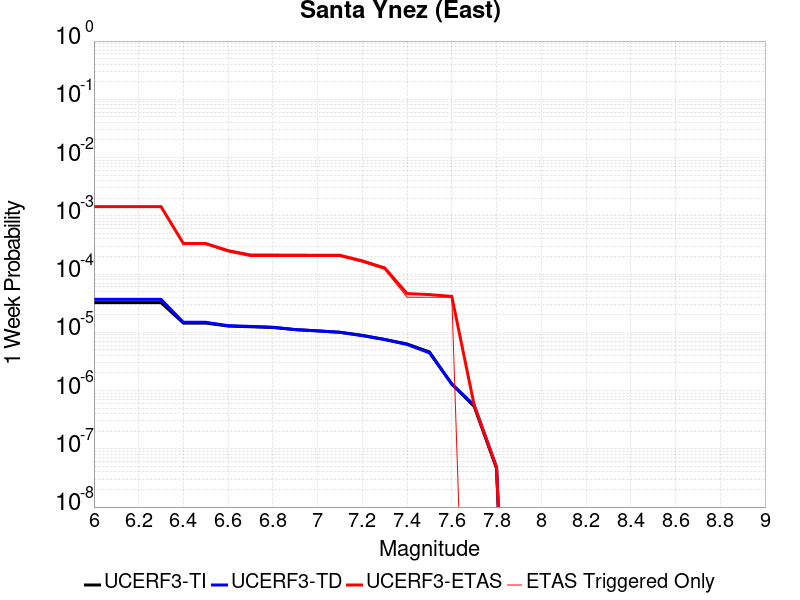 Santa Ynez (East)
1 Week Probability
10^0
10^-1
10^-2
10^-3
10^-4
10^-5
10^-6
10^-7
10^-8
6 6.2 6.4 6.6 6.8 7 7.2 7.4 7.6 7.8 8 8.2 8.4 8.6 8.8 9
Magnitude
UCERF3-TI UCERF3-TD UCERF3-ETAS ETAS Triggered Only